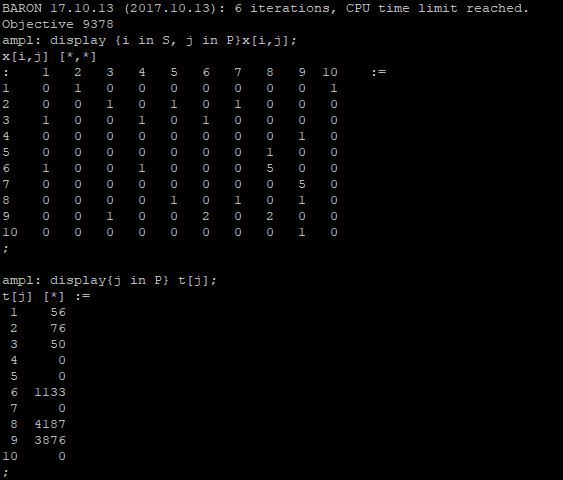 BARON 17.10.13 (2017.10.13): 6 iterations, CPU time limit reached.
Objective 9378
ampl: display {i in S, j in P}x[i,j];
x[i,j] [*,*]
:    1   2   3   4   5   6   7   8   9  10    :=
1    0   1   0   0   0   0   0   0   0   1
2    0   0   1   0   1   0   1   0   0   0
3    1   0   0   1   0   1   0   0   0   0
4    0   0   0   0   0   0   0   0   1   0
5    0   0   0   0   0   0   0   1   0   0
6    1   0   0   1   0   0   0   5   0   0
7    0   0   0   0   0   0   0   0   5   0
8    0   0   0   0   1   0   1   0   1   0
9    0   0   1   0   0   2   0   2   0   0
10   0   0   0   0   0   0   0   0   1   0
;
ampl: display{j in P} t[j];
t[j] [*] :=
 1    56
 2    76
 3    50
 4     0
 5     0
 6  1133
 7     0
 8  4187
 9  3876
10     0
;